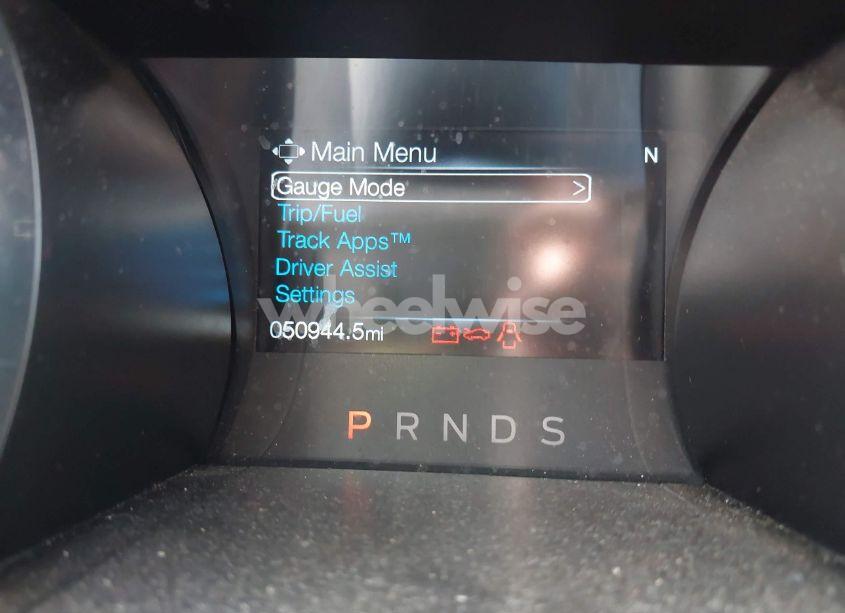 Main Menu N
Gauge Mode >
Trip/Fuel
Track Apps™
Driver Assist
Settings
wheelwise
050944.5mi
P R N D S